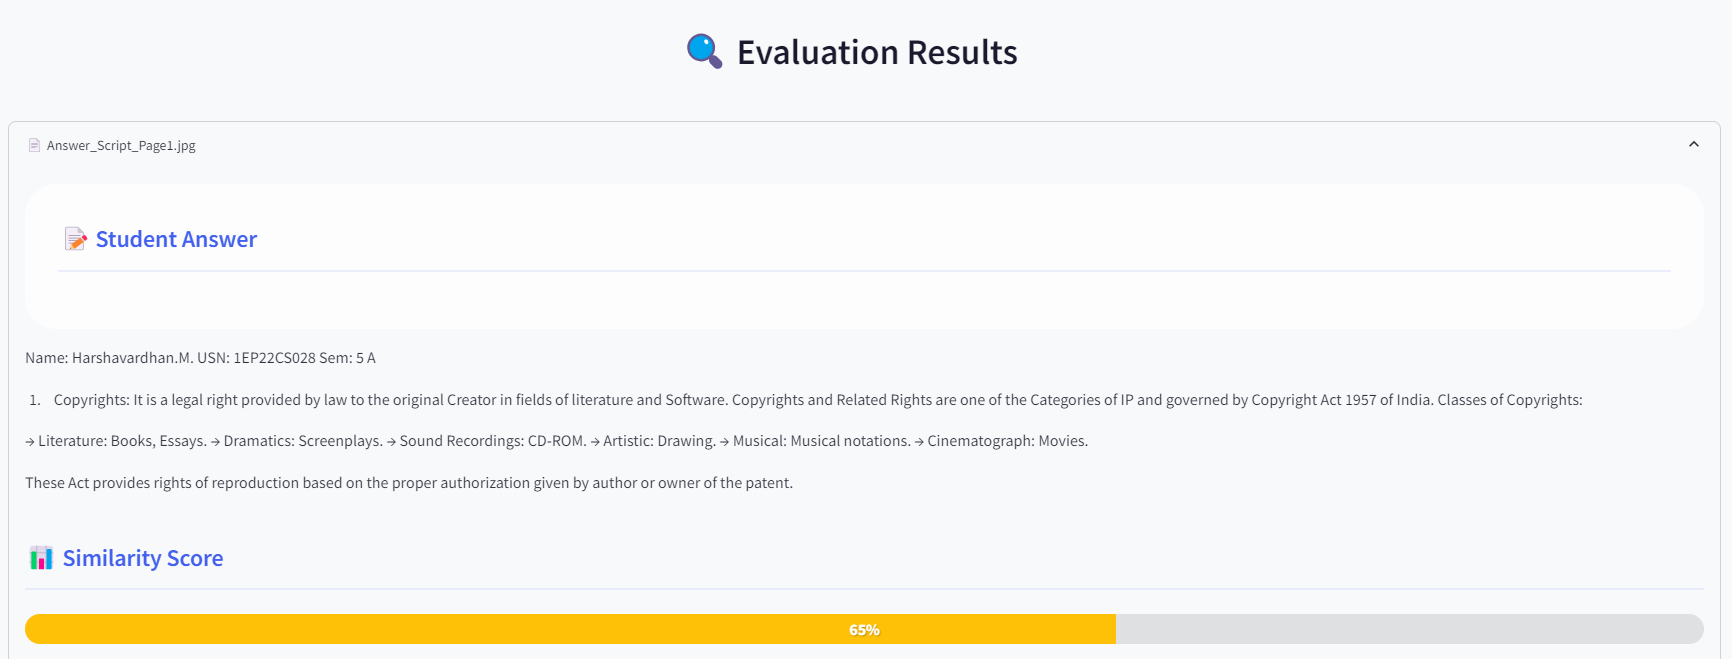 Evaluation Results
Answer_Script_Page1.jpg
Student Answer
Name: Harshavardhan.M. USN: 1EP22CS028 Sem: 5 A
1. Copyrights: It is a legal right provided by law to the original Creator in fields of literature and Software. Copyrights and Related Rights are one of the Categories of IP and governed by Copyright Act 1957 of India. Classes of Copyrights:
→ Literature: Books, Essays. → Dramatics: Screenplays. → Sound Recordings: CD-ROM. → Artistic: Drawing. → Musical: Musical notations. → Cinematograph: Movies.
These Act provides rights of reproduction based on the proper authorization given by author or owner of the patent.
Similarity Score
65%